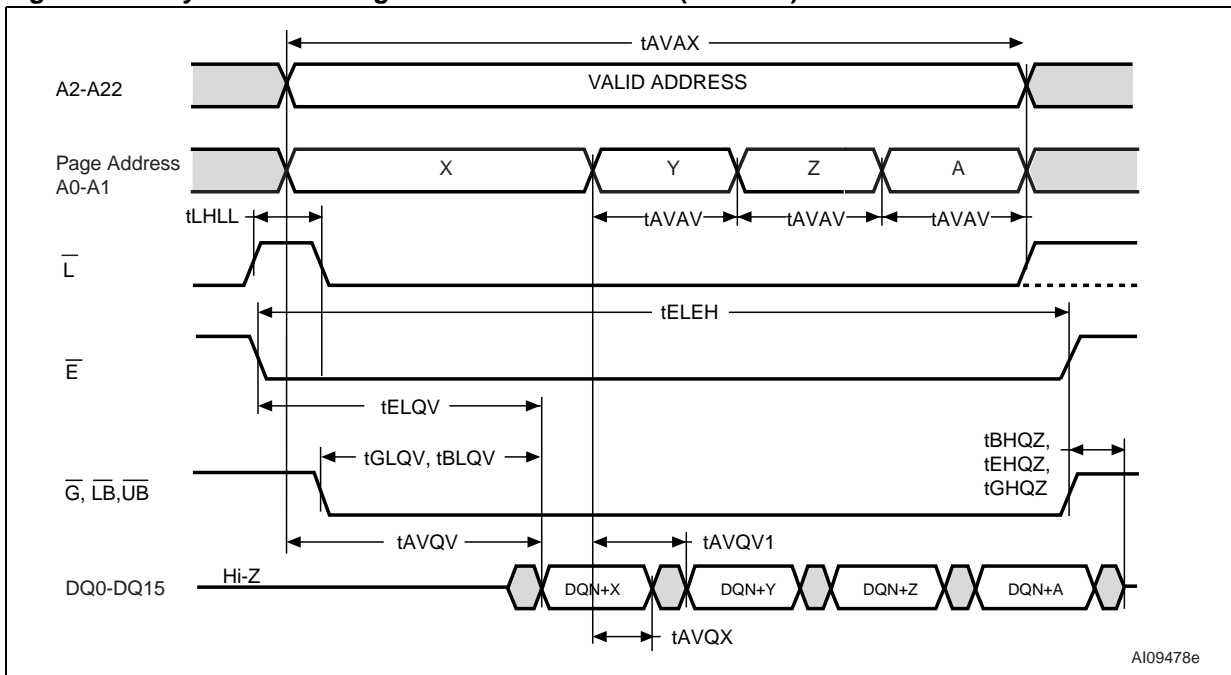 tAVAX
A2-A22
VALID ADDRESS
Page Address
A0-A1
X
Y
Z
A
tLHLL
tAVAV
tAVAV
tAVAV
L
tELEH
E
tELQV
tGLQV, tBLQV
tBHQZ,
tEHQZ,
tGHQZ
G, LB,UB
tAVQV
tAVQV1
DQ0-DQ15
Hi-Z
DQN+X
DQN+Y
DQN+Z
DQN+A
tAVQX
AI09478e